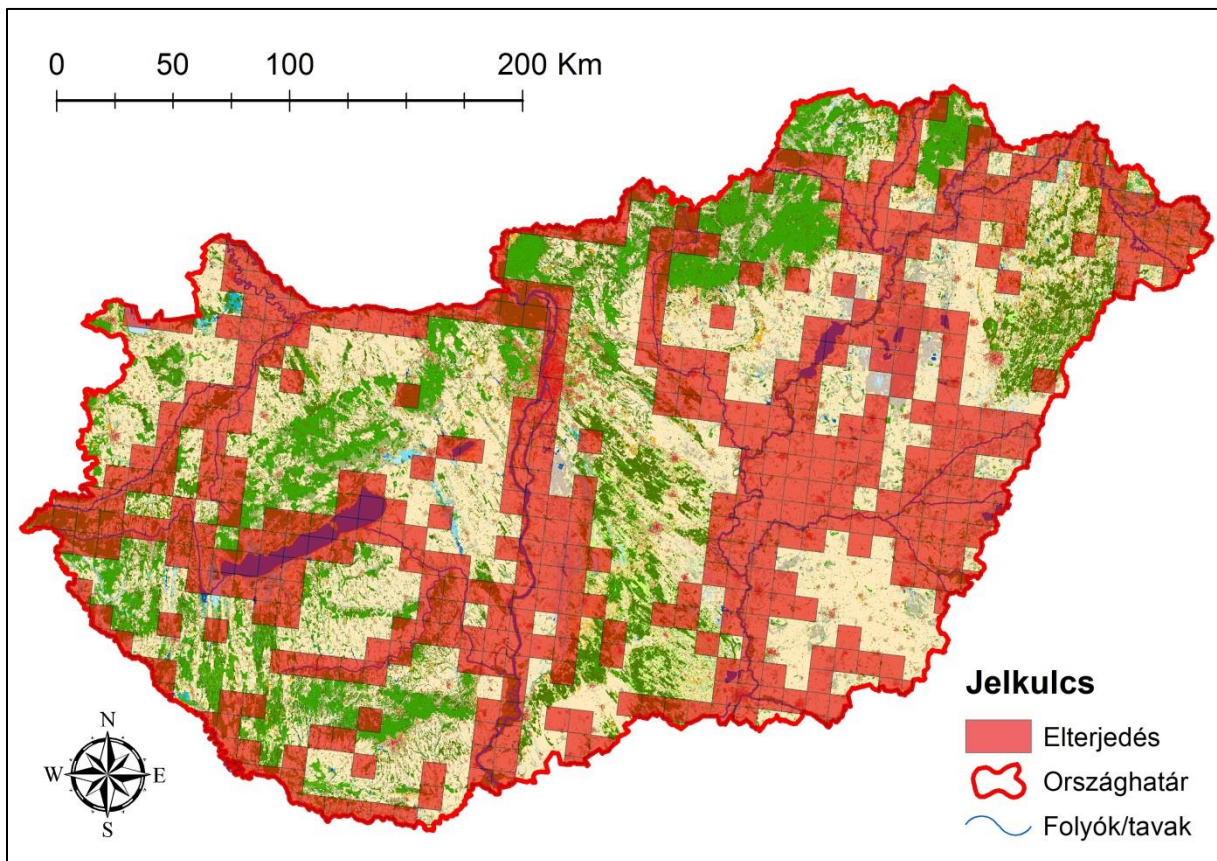 0 50 100 200 Km
Jelkulcs
Elterjedés
Országhatár
Folyók/tavak
N
W E
S